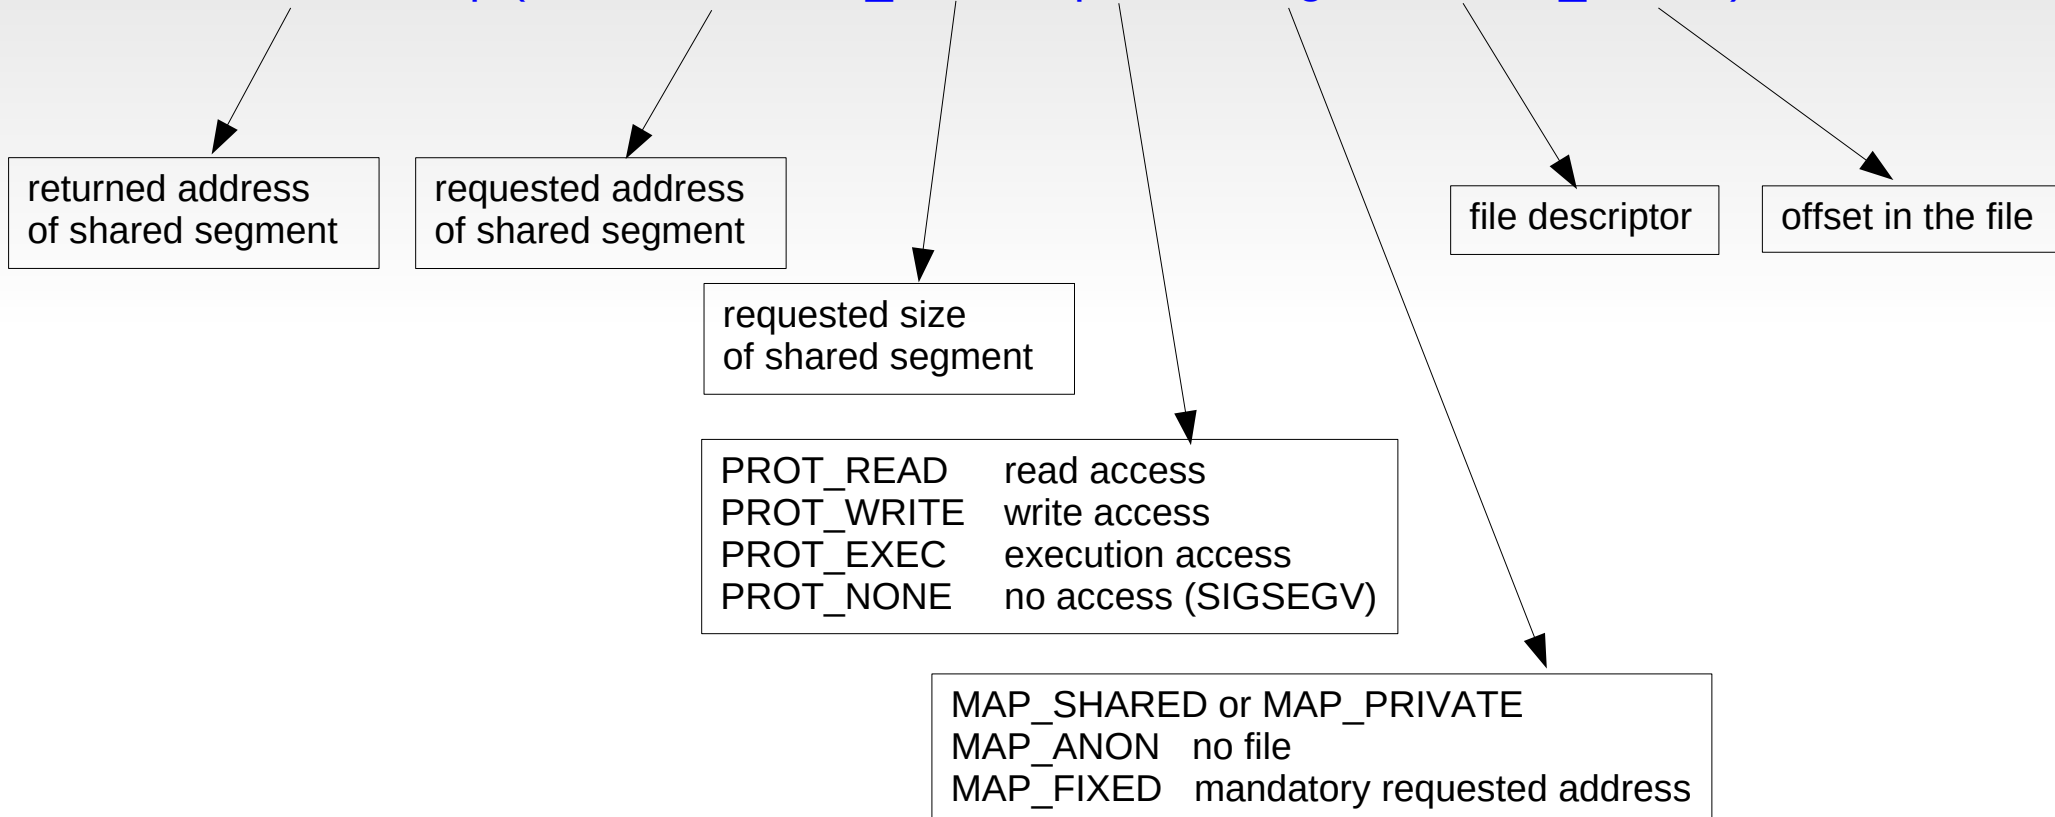 returned address
of shared segment
requested address
of shared segment
requested size
of shared segment
file descriptor
offset in the file
PROT_READ read access
PROT_WRITE write access
PROT_EXEC execution access
PROT_NONE no access (SIGSEGV)
MAP_SHARED or MAP_PRIVATE
MAP_ANON no file
MAP_FIXED mandatory requested address